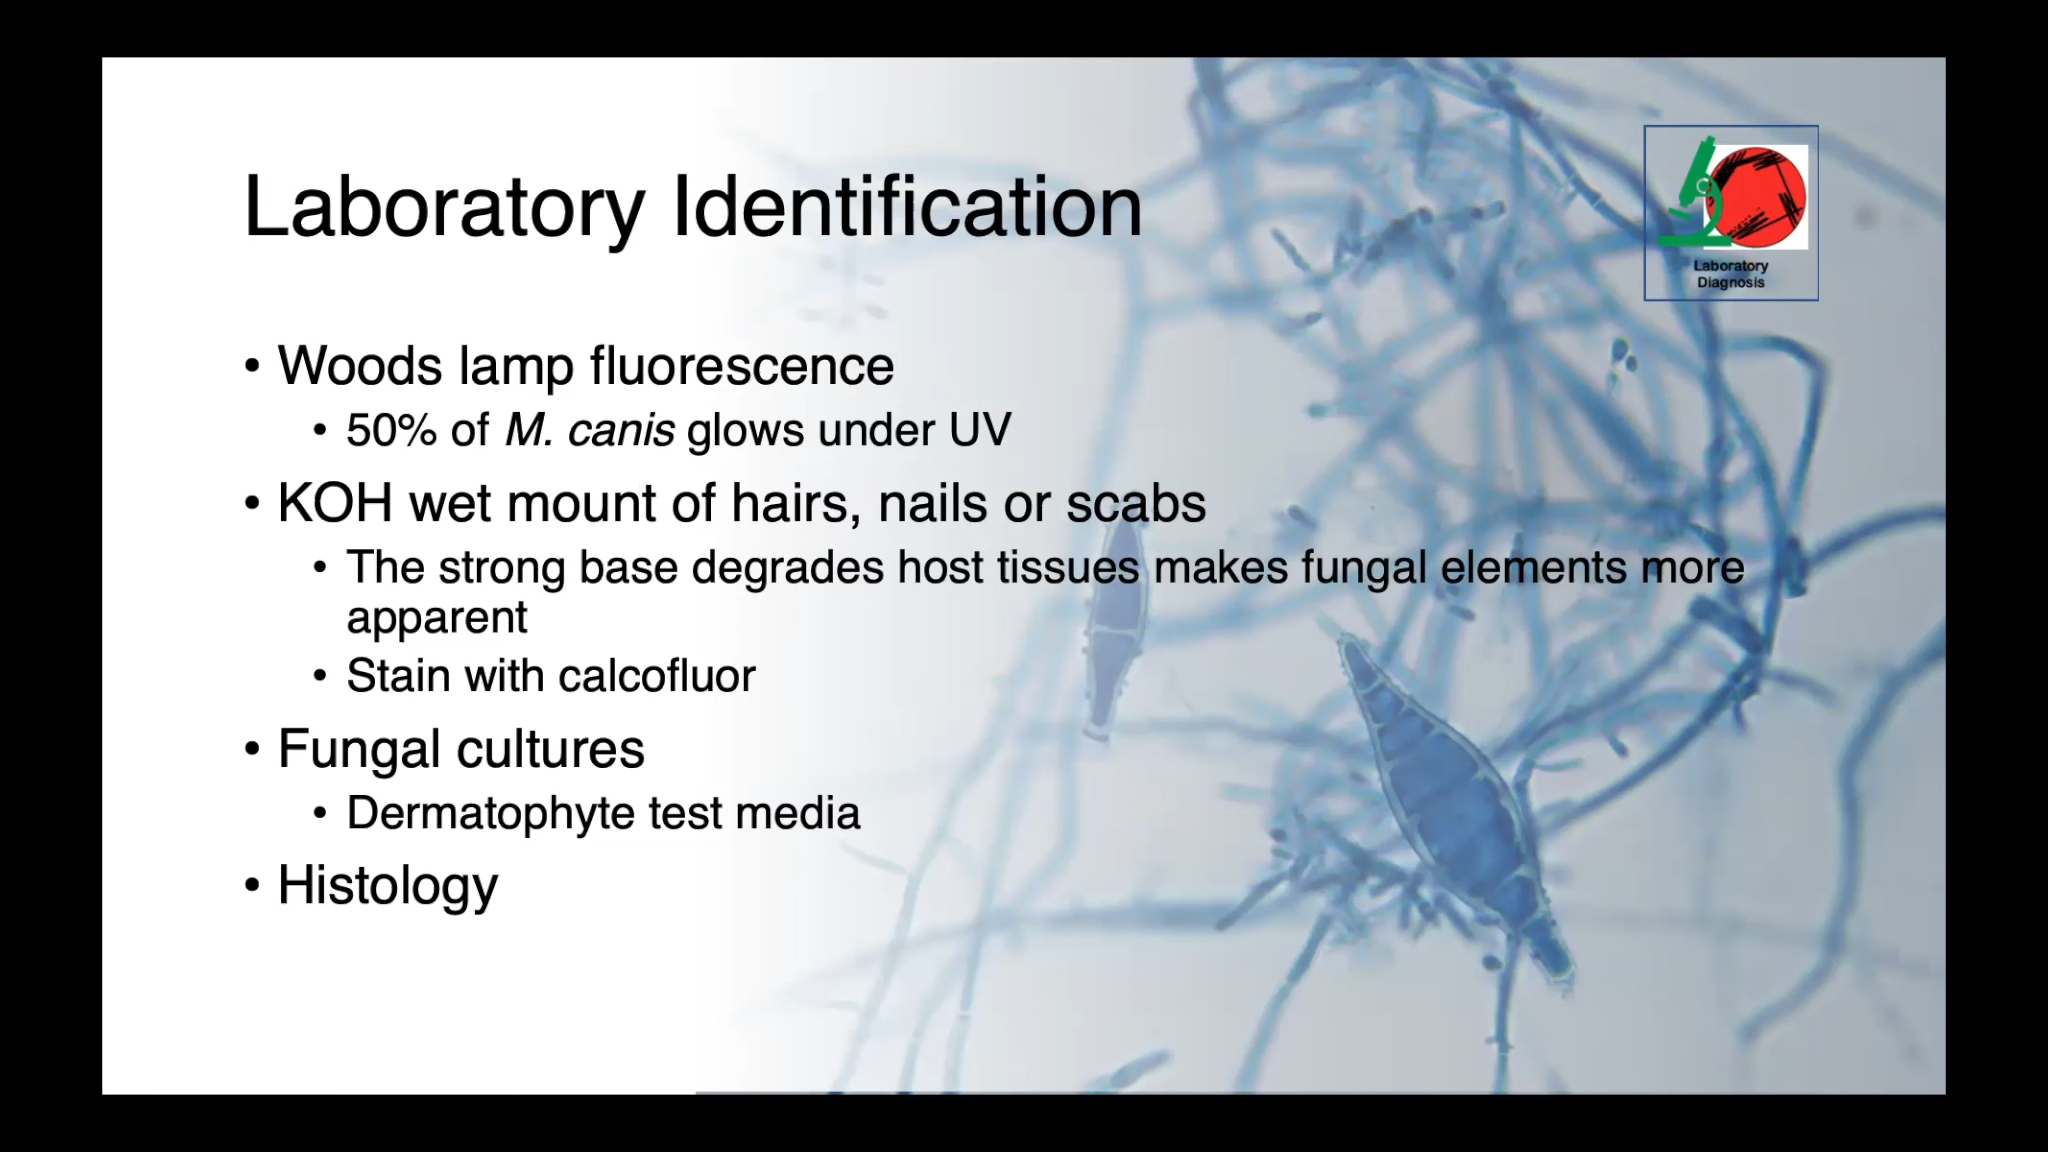 Laboratory Identification
Laboratory
Diagnosis
• Woods lamp fluorescence
• 50% of M. canis glows under UV
• KOH wet mount of hairs, nails or scabs
• The strong base degrades host tissues makes fungal elements more
apparent
• Stain with calcofluor
• Fungal cultures
• Dermatophyte test media
• Histology